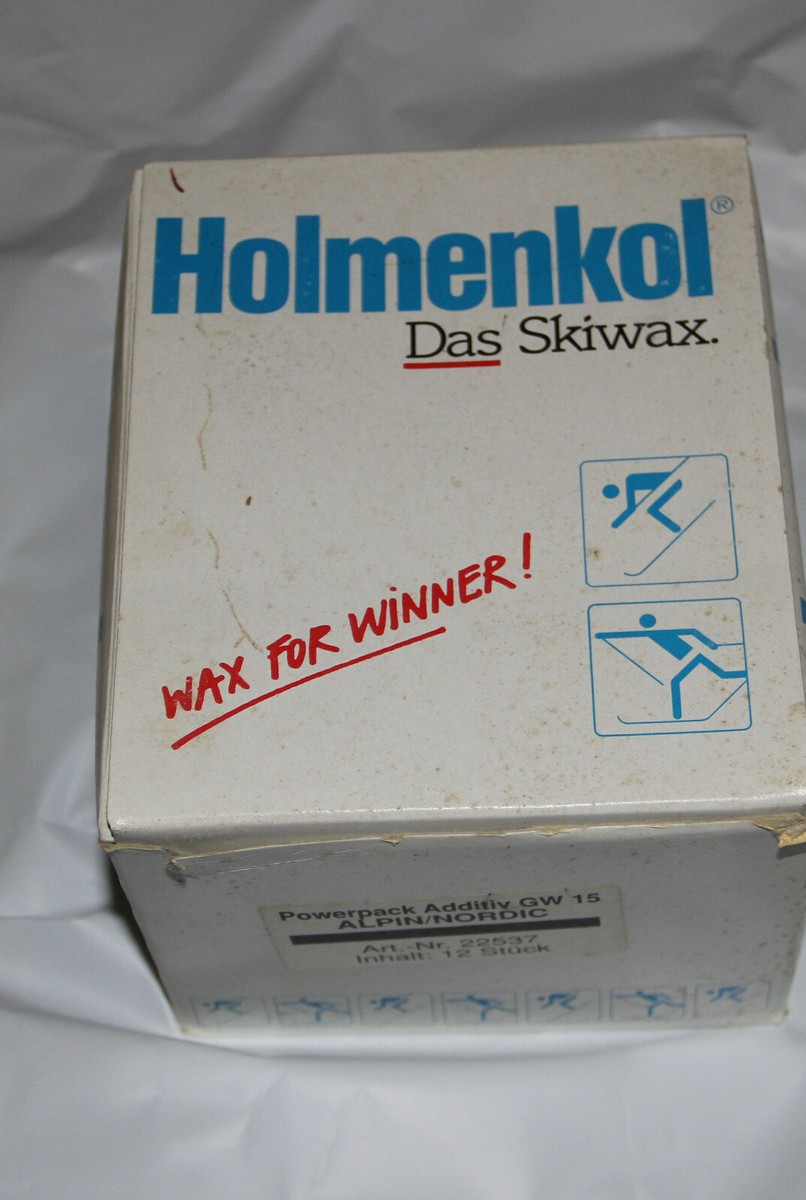 Holmenkol®
Das Skiwax.
WAX FOR WINNER!
Powerpack Additiv GW 15
ALPIN/NORDIC
Art.-Nr. 22537
Inhalt: 12 Stück